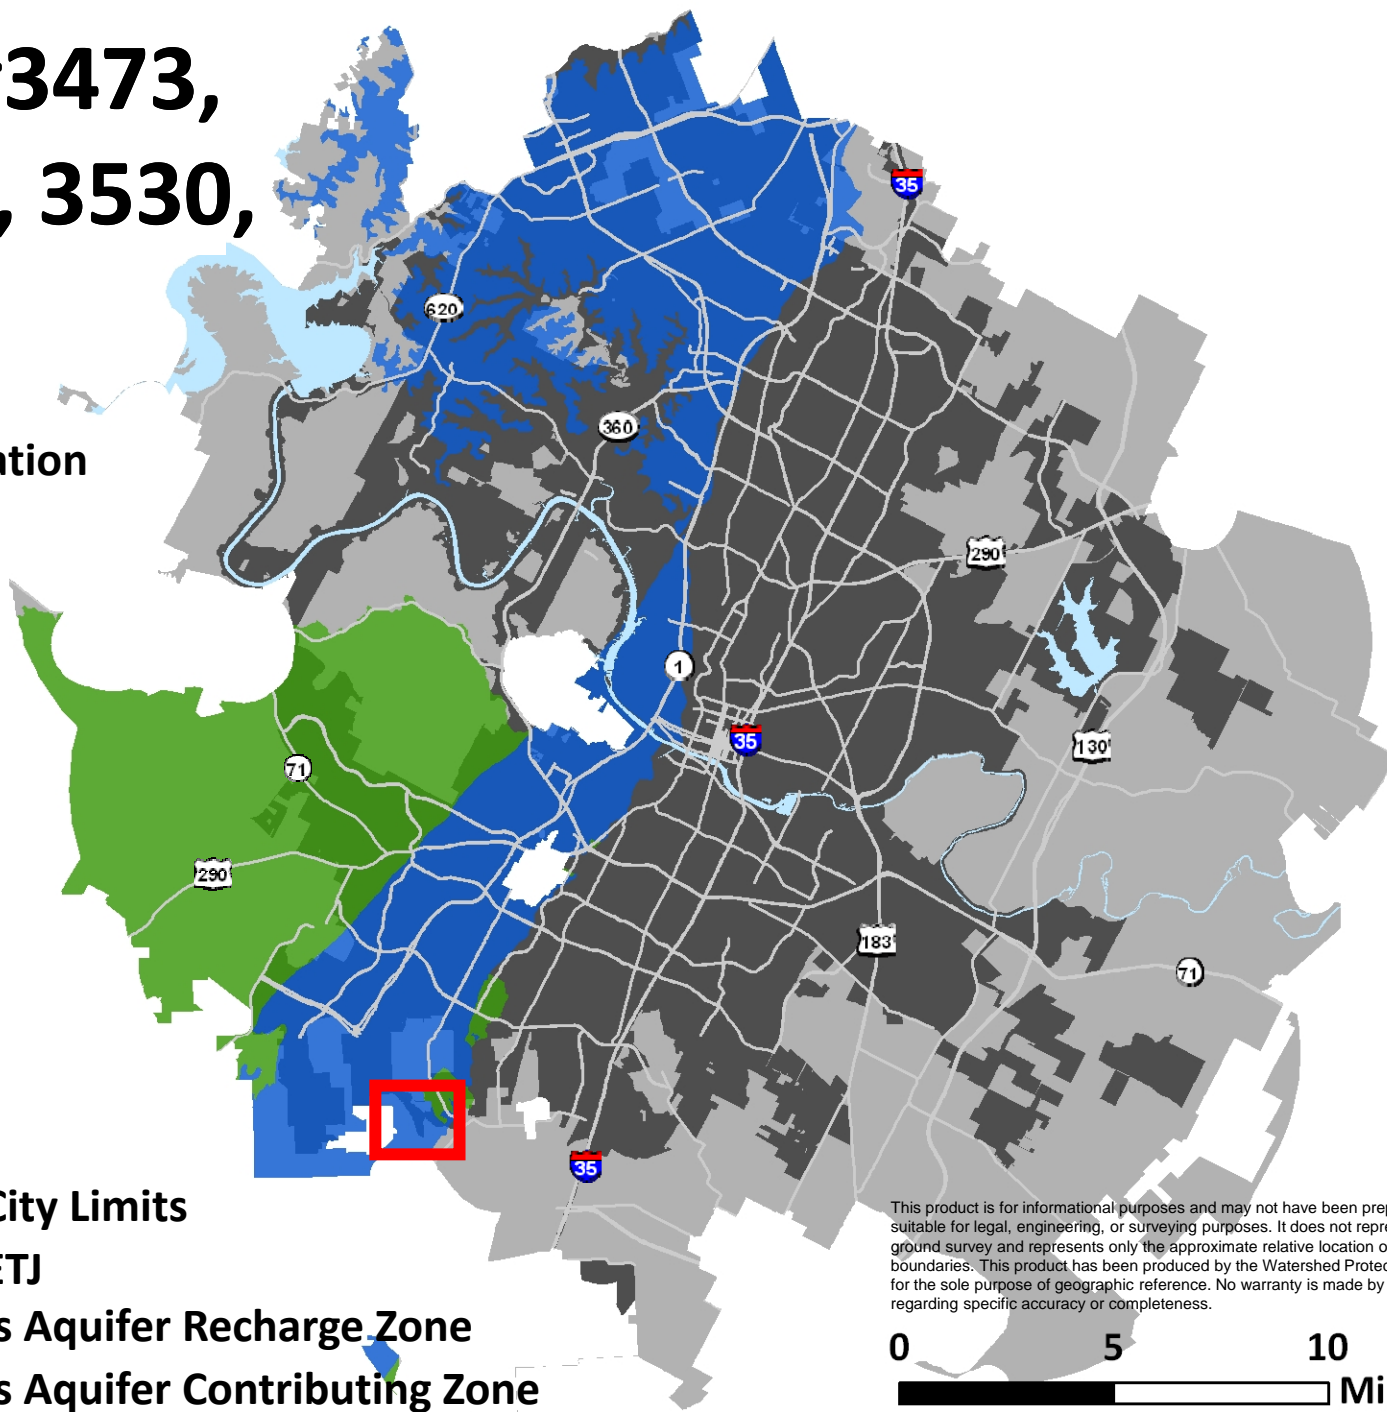 3473,
, 3530,
ation
City Limits
ETJ
s Aquifer Recharge Zone
s Aquifer Contributing Zone
35
620
360
290
1
35
130
71
290
183
71
35
This product is for informational purposes and may not have been prep
suitable for legal, engineering, or surveying purposes. It does not repre
ground survey and represents only the approximate relative location o
boundaries. This product has been produced by the Watershed Protec
for the sole purpose of geographic reference. No warranty is made by
regarding specific accuracy or completeness.
0 5 10
Mi